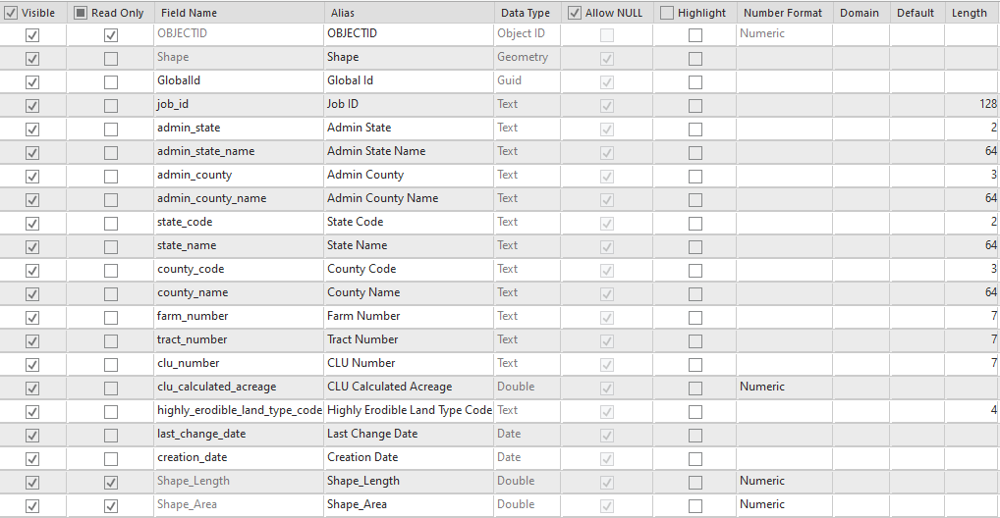 Visible Read Only Field Name Alias Data Type Allow NULL Highlight Number Format Domain Default Length
OBJECTID OBJECTID Object ID Numeric
Shape Shape Geometry
GlobalId Global Id Guid
job_id Job ID Text 128
admin_state Admin State Text 2
admin_state_name Admin State Name Text 64
admin_county Admin County Text 3
admin_county_name Admin County Name Text 64
state_code State Code Text 2
state_name State Name Text 64
county_code County Code Text 3
county_name County Name Text 64
farm_number Farm Number Text 7
tract_number Tract Number Text 7
clu_number CLU Number Text 7
clu_calculated_acreage CLU Calculated Acreage Double Numeric
highly_erodible_land_type_code Highly Erodible Land Type Code Text 4
last_change_date Last Change Date Date
creation_date Creation Date Date
Shape_Length Shape_Length Double Numeric
Shape_Area Shape_Area Double Numeric